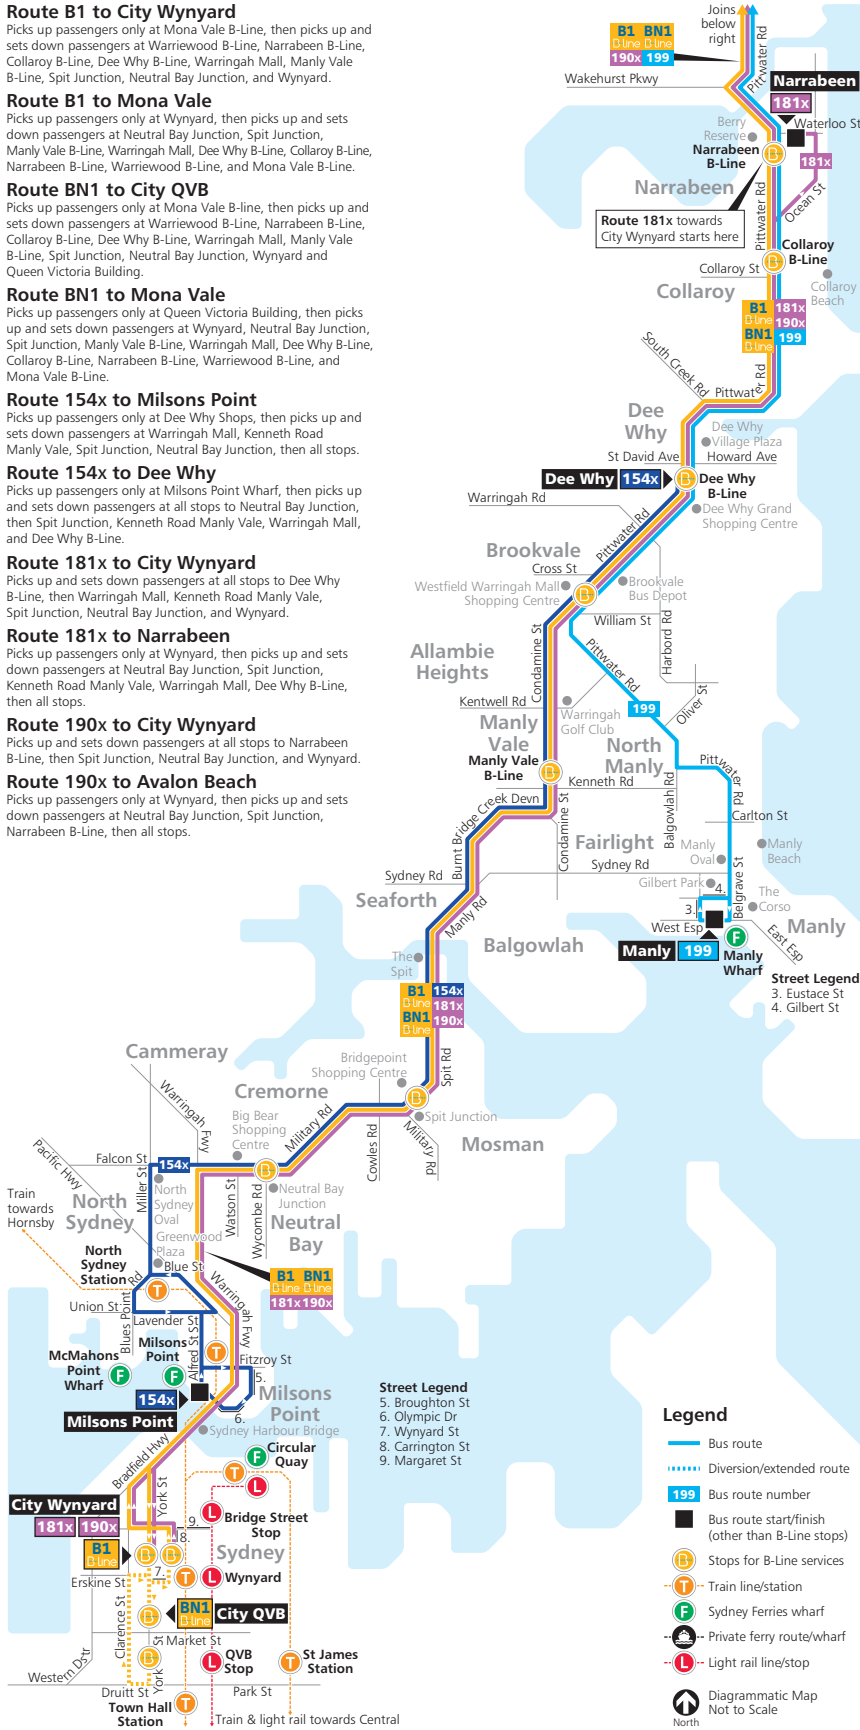 Route B1 to City Wynyard
Picks up passengers only at Mona Vale B-Line, then picks up and
sets down passengers at Warriewood B-Line, Narrabeen B-Line,
Collaroy B-Line, Dee Why B-Line, Warringah Mall, Manly Vale
B-Line, Spit Junction, Neutral Bay Junction, and Wynyard.
Route B1 to Mona Vale
Picks up passengers only at Wynyard, then picks up and sets
down passengers at Neutral Bay Junction, Spit Junction,
Manly Vale B-Line, Warringah Mall, Dee Why B-Line, Collaroy B-Line,
Narrabeen B-Line, Warriewood B-Line, and Mona Vale B-Line.
Route BN1 to City QVB
Picks up passengers only at Mona Vale B-line, then picks up and
sets down passengers at Warriewood B-Line, Narrabeen B-Line,
Collaroy B-Line, Dee Why B-Line, Warringah Mall, Manly Vale
B-Line, Spit Junction, Neutral Bay Junction, Wynyard and
Queen Victoria Building.
Route BN1 to Mona Vale
Picks up passengers only at Queen Victoria Building, then picks
up and sets down passengers at Wynyard, Neutral Bay Junction,
Spit Junction, Manly Vale B-Line, Warringah Mall, Dee Why B-Line,
Collaroy B-Line, Narrabeen B-Line, Warriewood B-Line, and
Mona Vale B-Line.
Route 154x to Milsons Point
Picks up passengers only at Dee Why Shops, then picks up and
sets down passengers at Warringah Mall, Kenneth Road
Manly Vale, Spit Junction, Neutral Bay Junction, then all stops.
Route 154x to Dee Why
Picks up passengers only at Milsons Point Wharf, then picks up
and sets down passengers at all stops to Neutral Bay Junction,
then Spit Junction, Kenneth Road Manly Vale, Warringah Mall,
and Dee Why B-Line.
Route 181x to City Wynyard
Picks up and sets down passengers at all stops to Dee Why
B-Line, then Warringah Mall, Kenneth Road Manly Vale,
Spit Junction, Neutral Bay Junction, and Wynyard.
Route 181x to Narrabeen
Picks up passengers only at Wynyard, then picks up and sets
down passengers at Neutral Bay Junction, Spit Junction,
Kenneth Road Manly Vale, Warringah Mall, Dee Why B-Line,
then all stops.
Route 190x to City Wynyard
Picks up and sets down passengers at all stops to Narrabeen
B-Line, then Spit Junction, Neutral Bay Junction, and Wynyard.
Route 190x to Avalon Beach
Picks up passengers only at Wynyard, then picks up and sets
down passengers at Neutral Bay Junction, Spit Junction,
Narrabeen B-Line, then all stops.
Joins
below
right
B1 BN1
B-line B-line
190x 199
Pittwater Rd
Wakehurst Pkwy
Narrabeen
181x
Waterloo St
Berry
Reserve
Narrabeen
B-Line
181x
Narrabeen
Ocean St
Pittwater Rd
Route 181x towards
City Wynyard starts here
Collaroy
B-Line
Collaroy St
Collaroy
Beach
Collaroy
B1 181x
B-line 190x
BN1 199
B-line
South Creek Rd
Pittwater Rd
Dee
Why
Dee Why
Village Plaza
St David Ave
Howard Ave
Dee Why 154x
Dee Why
B-Line
Warringah Rd
Dee Why Grand
Shopping Centre
Pittwater Rd
Brookvale
Cross St
Westfield Warringah Mall
Shopping Centre
Brookvale
Bus Depot
William St
Harbord Rd
Allambie
Heights
Condamine St
Pittwater Rd
Oliver St
Kentwell Rd
199
Warringah
Golf Club
Manly
Vale
North
Manly
Manly Vale
B-Line
Pittwater Rd
Kenneth Rd
Balgowlah Rd
Burnt Bridge Creek Devn
Condamine St
Carlton St
Fairlight
Manly
Oval
Manly
Beach
Sydney Rd
Sydney Rd
Gilbert Park
Belgrave St
4.
3.
The
Corso
Seaforth
Manly Rd
West Esp
Manly
East Esp
Balgowlah
Manly 199
F
Manly
Wharf
The
Spit
Street Legend
3. Eustace St
4. Gilbert St
B1 154x
B-line 181x
BN1 190x
B-line
Cammeray
Bridgepoint
Shopping Centre
Spit Rd
Warringah Fwy
Cremorne
Big Bear
Shopping
Centre
Military Rd
Spit Junction
Cowles Rd
Military Rd
Mosman
Pacific Hwy
Falcon St
154x
Miller St
Train
towards
Hornsby
North
Sydney
North
Sydney
Oval
Watson St
Wycombe Rd
Neutral Bay
Junction
Neutral
Bay
Greenwood
Plaza
North
Sydney
Station
Blue St
T
B1 BN1
B-line B-line
181x 190x
Warringah Fwy
Union St
Blues Point Rd
Lavender St
McMahons
Point
Wharf
F
Milsons
Point
F
Alfred St S
T
Fitzroy St
5.
154x
Milsons Point
Milsons
Point
6.
Sydney Harbour Bridge
Street Legend
5. Broughton St
6. Olympic Dr
7. Wynyard St
8. Carrington St
9. Margaret St
Bradfield Hwy
York St
F
Circular
Quay
T
L
City Wynyard
181x 190x
B1
B-line
9.
8.
L
Bridge Street
Stop
Sydney
7.
T
L
Wynyard
Erskine St
Clarence St
BN1
B-line
City QVB
Market St
Western Dstr
York St
L
QVB
Stop
T
St James
Station
Druitt St
Park St
Town Hall
Station
T
Train & light rail towards Central
Legend
Bus route
Diversion/extended route
199 Bus route number
Bus route start/finish
(other than B-Line stops)
B Stops for B-Line services
T Train line/station
F Sydney Ferries wharf
Private ferry route/wharf
L Light rail line/stop
Diagrammatic Map
Not to Scale
North